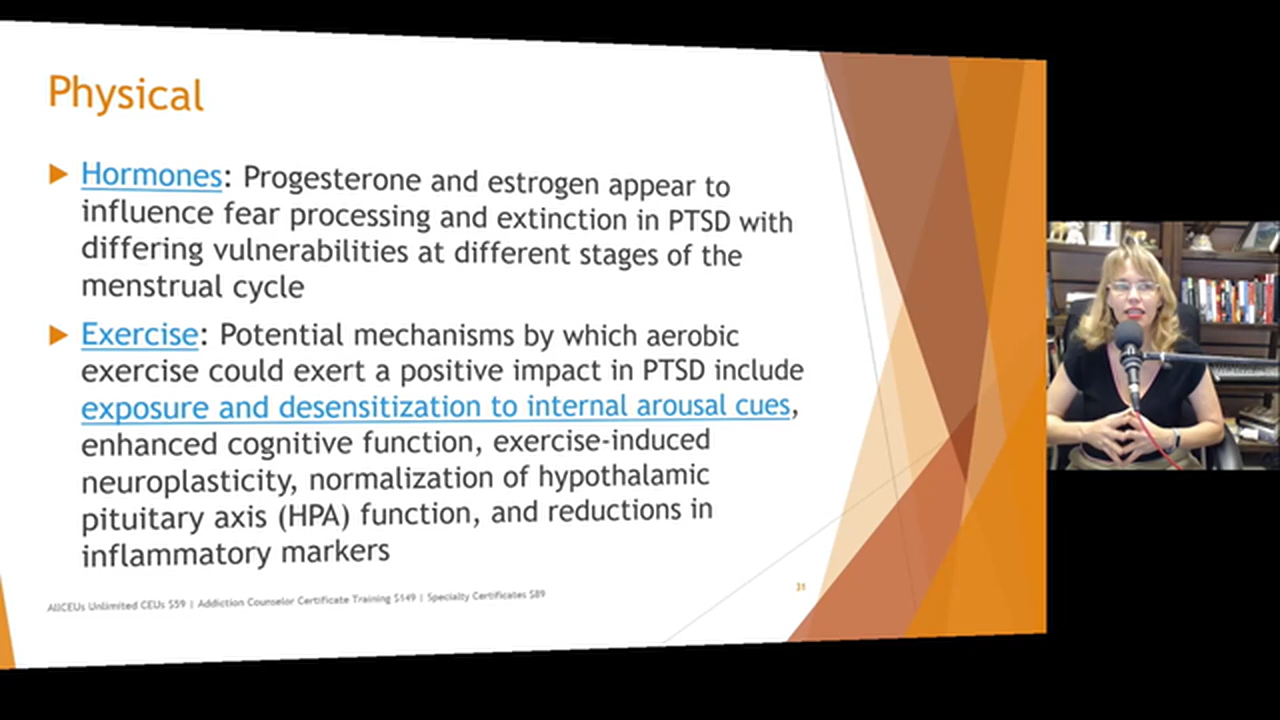 Physical
Hormones: Progesterone and estrogen appear to
influence fear processing and extinction in PTSD with
differing vulnerabilities at different stages of the
menstrual cycle
Exercise: Potential mechanisms by which aerobic
exercise could exert a positive impact in PTSD include
exposure and desensitization to internal arousal cues,
enhanced cognitive function, exercise-induced
neuroplasticity, normalization of hypothalamic
pituitary axis (HPA) function, and reductions in
inflammatory markers
AllCEUs Unlimited CEUs $59 | Addiction Counselor Certificate Training $149 | Specialty Certificates $89
31